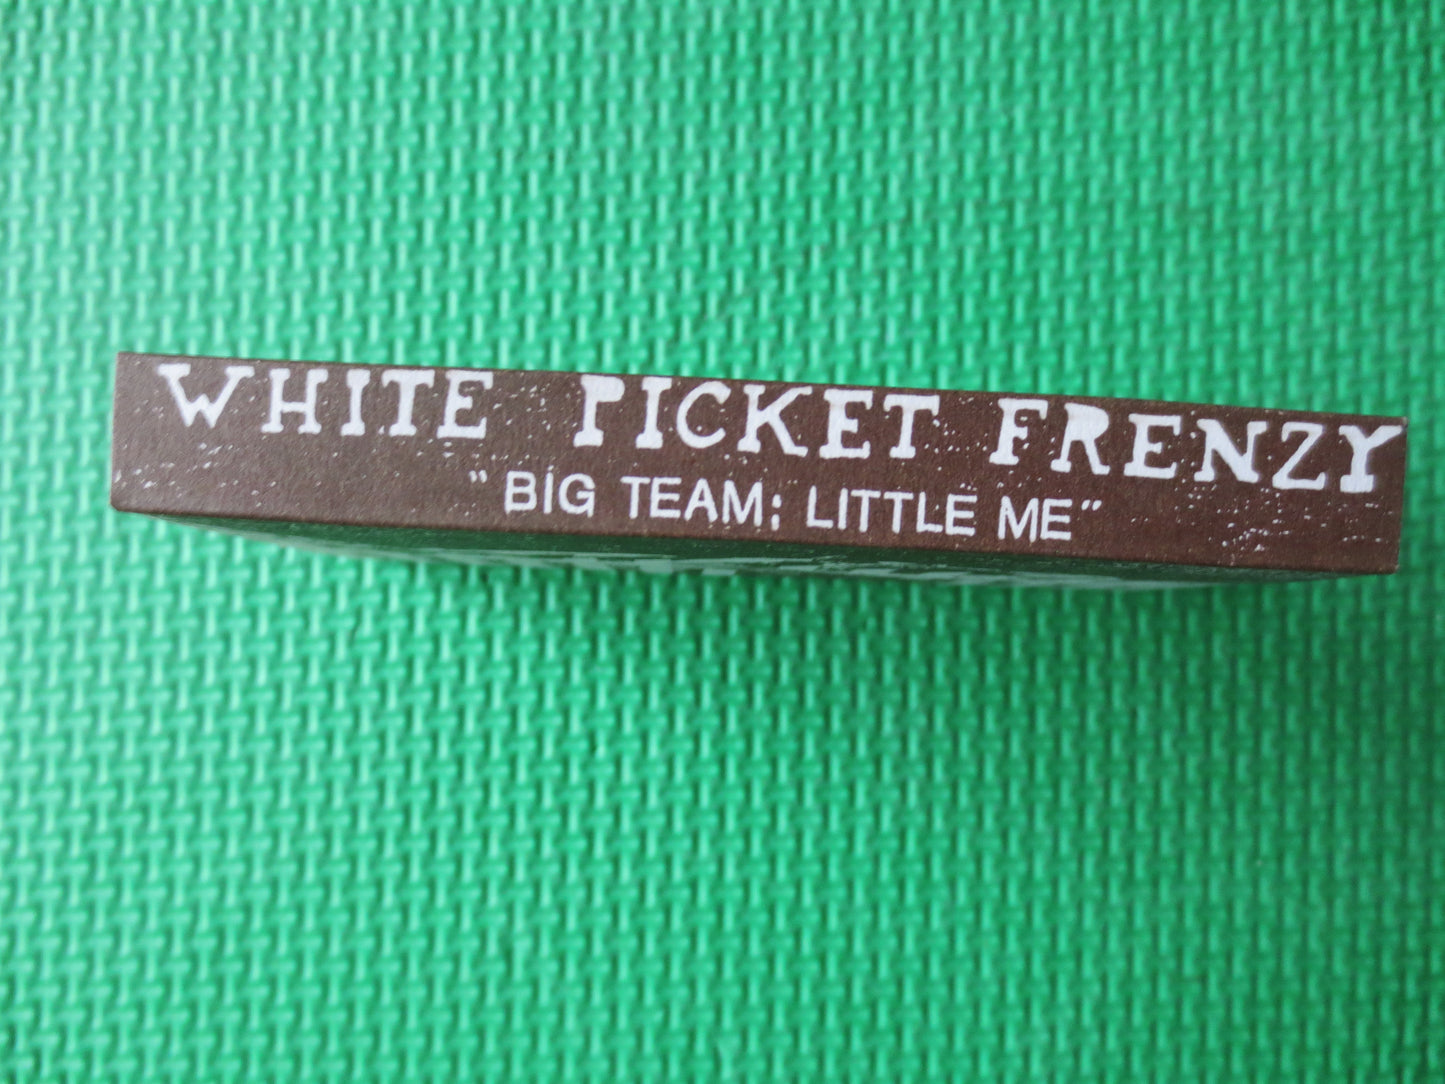 WHITE PICKET FRENZY
"BIG TEAM; LITTLE ME"